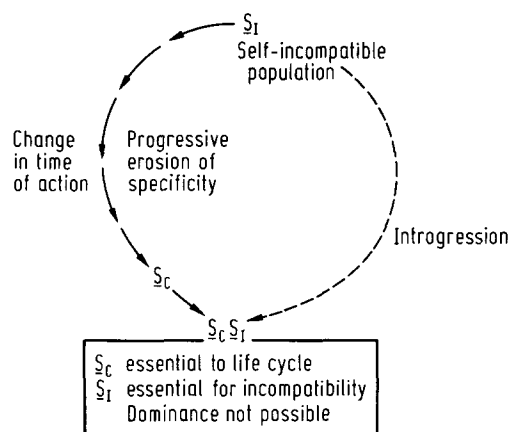 S_I
Self-incompatible
population
Change
in time
of action
Progressive
erosion of
specificity
Introgression
S_C
S_C S_I
S_C essential to life cycle
S_I essential for incompatibility
Dominance not possible